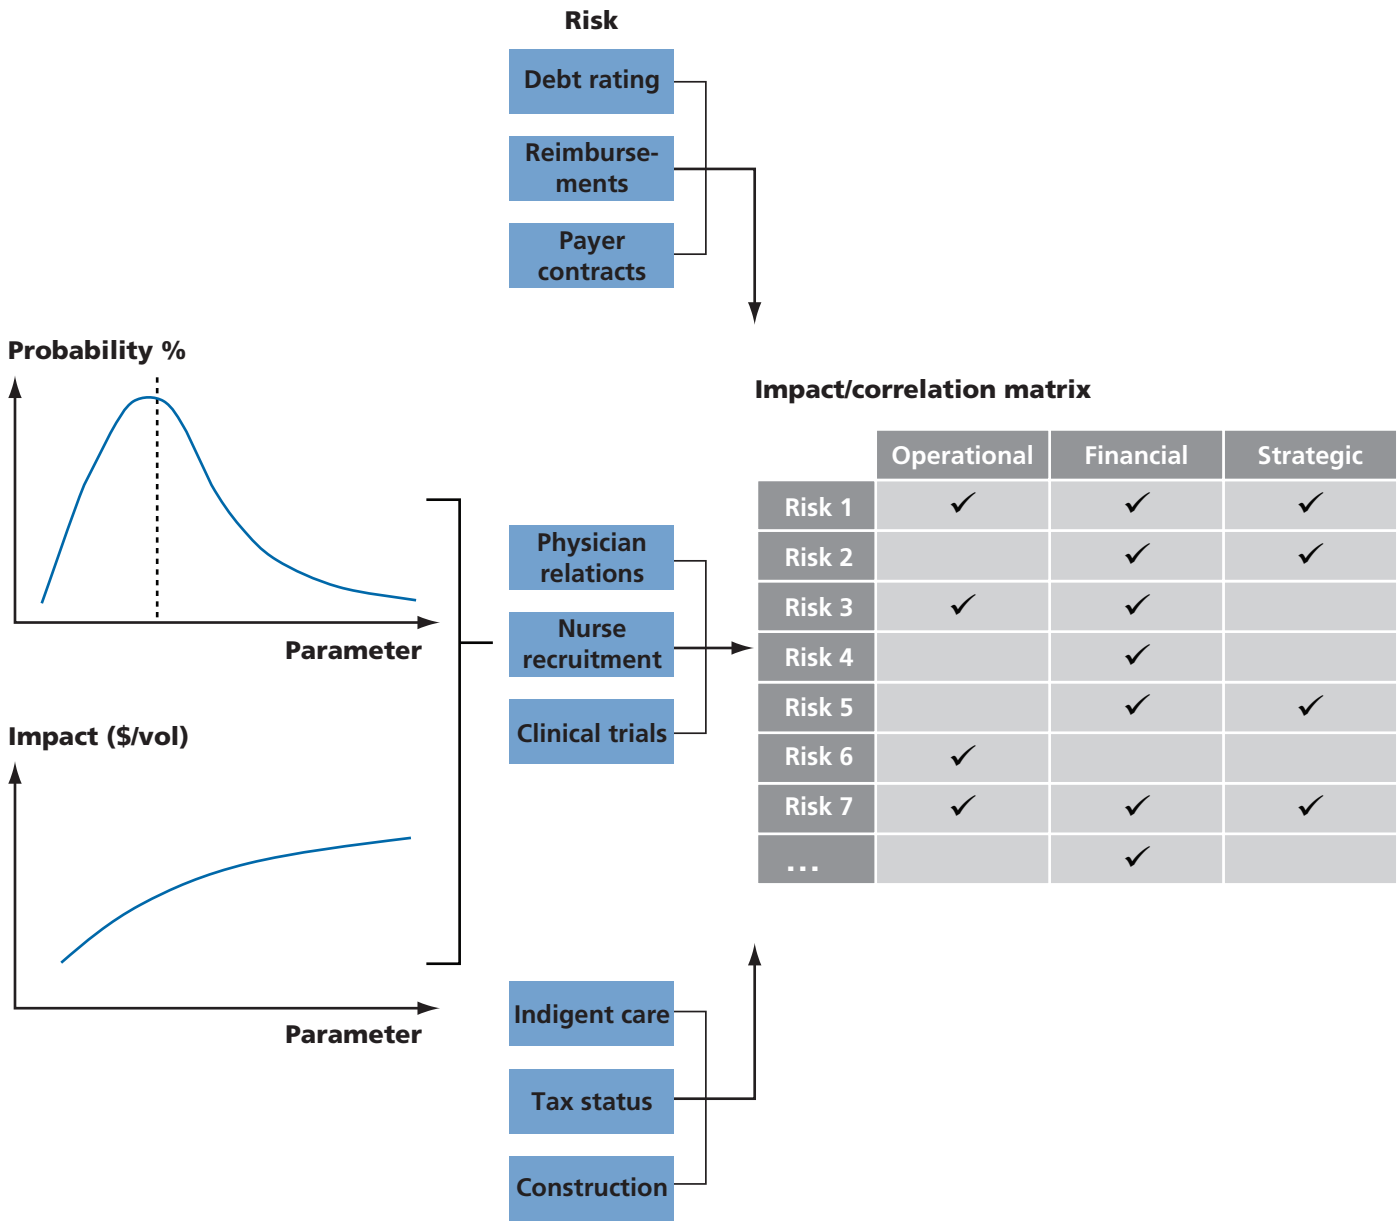 Risk
Debt rating
Reimburse-
ments
Payer
contracts
Probability %
Parameter
Impact ($/vol)
Parameter
Physician
relations
Nurse
recruitment
Clinical trials
Indigent care
Tax status
Construction
Impact/correlation matrix
Operational Financial Strategic
Risk 1 ✓ ✓ ✓
Risk 2 ✓ ✓
Risk 3 ✓ ✓
Risk 4 ✓
Risk 5 ✓ ✓
Risk 6 ✓
Risk 7 ✓ ✓ ✓
... ✓